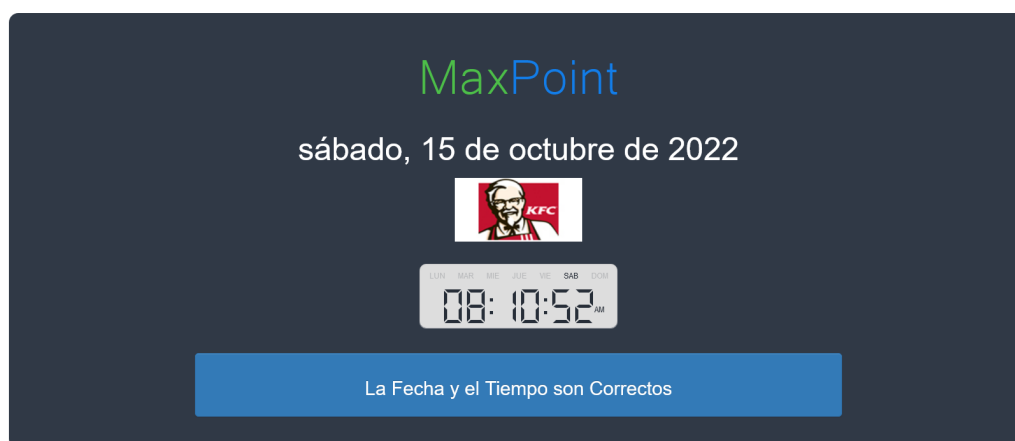 MaxPoint
sábado, 15 de octubre de 2022
KFC
LUN MAR MIE JUE VIE SAB DOM
08:10:52 AM
La Fecha y el Tiempo son Correctos